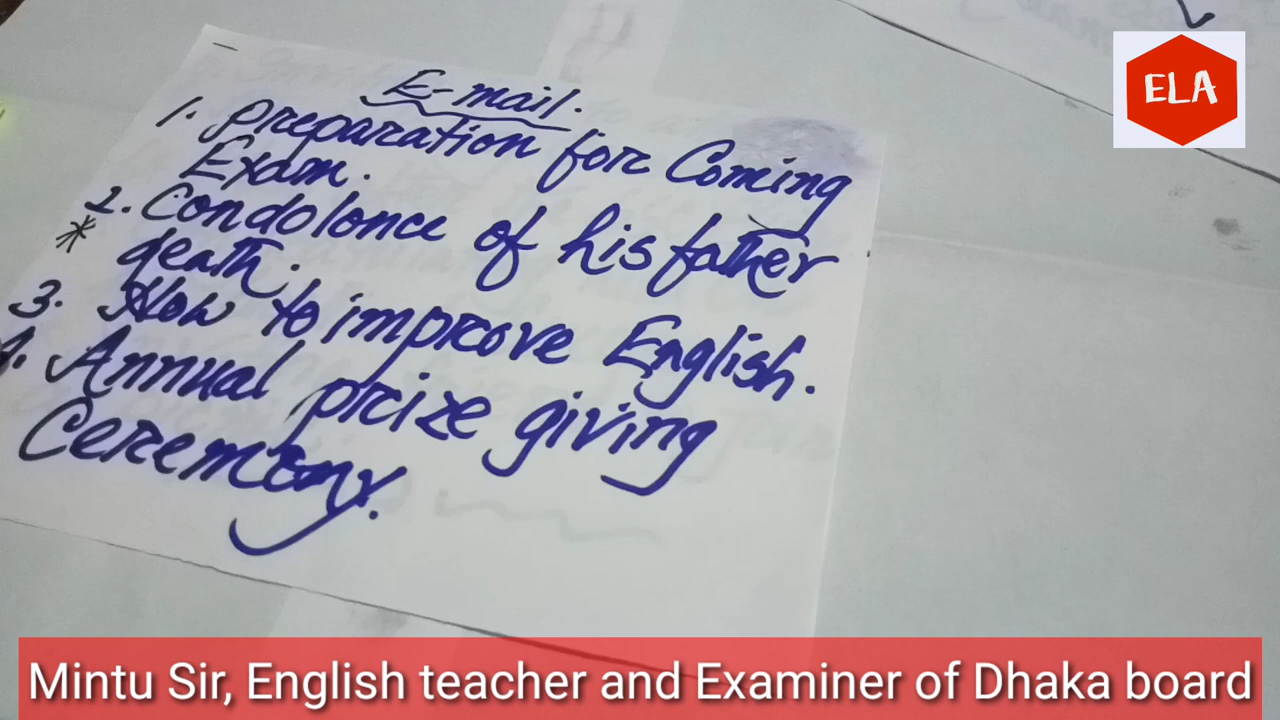 E-mail.
1. Preparation for Coming
Exam.
2. Condolonce of his father
* death.
3. How to improve English.
4. Annual prize giving
Ceremony.
ELA
Mintu Sir, English teacher and Examiner of Dhaka board